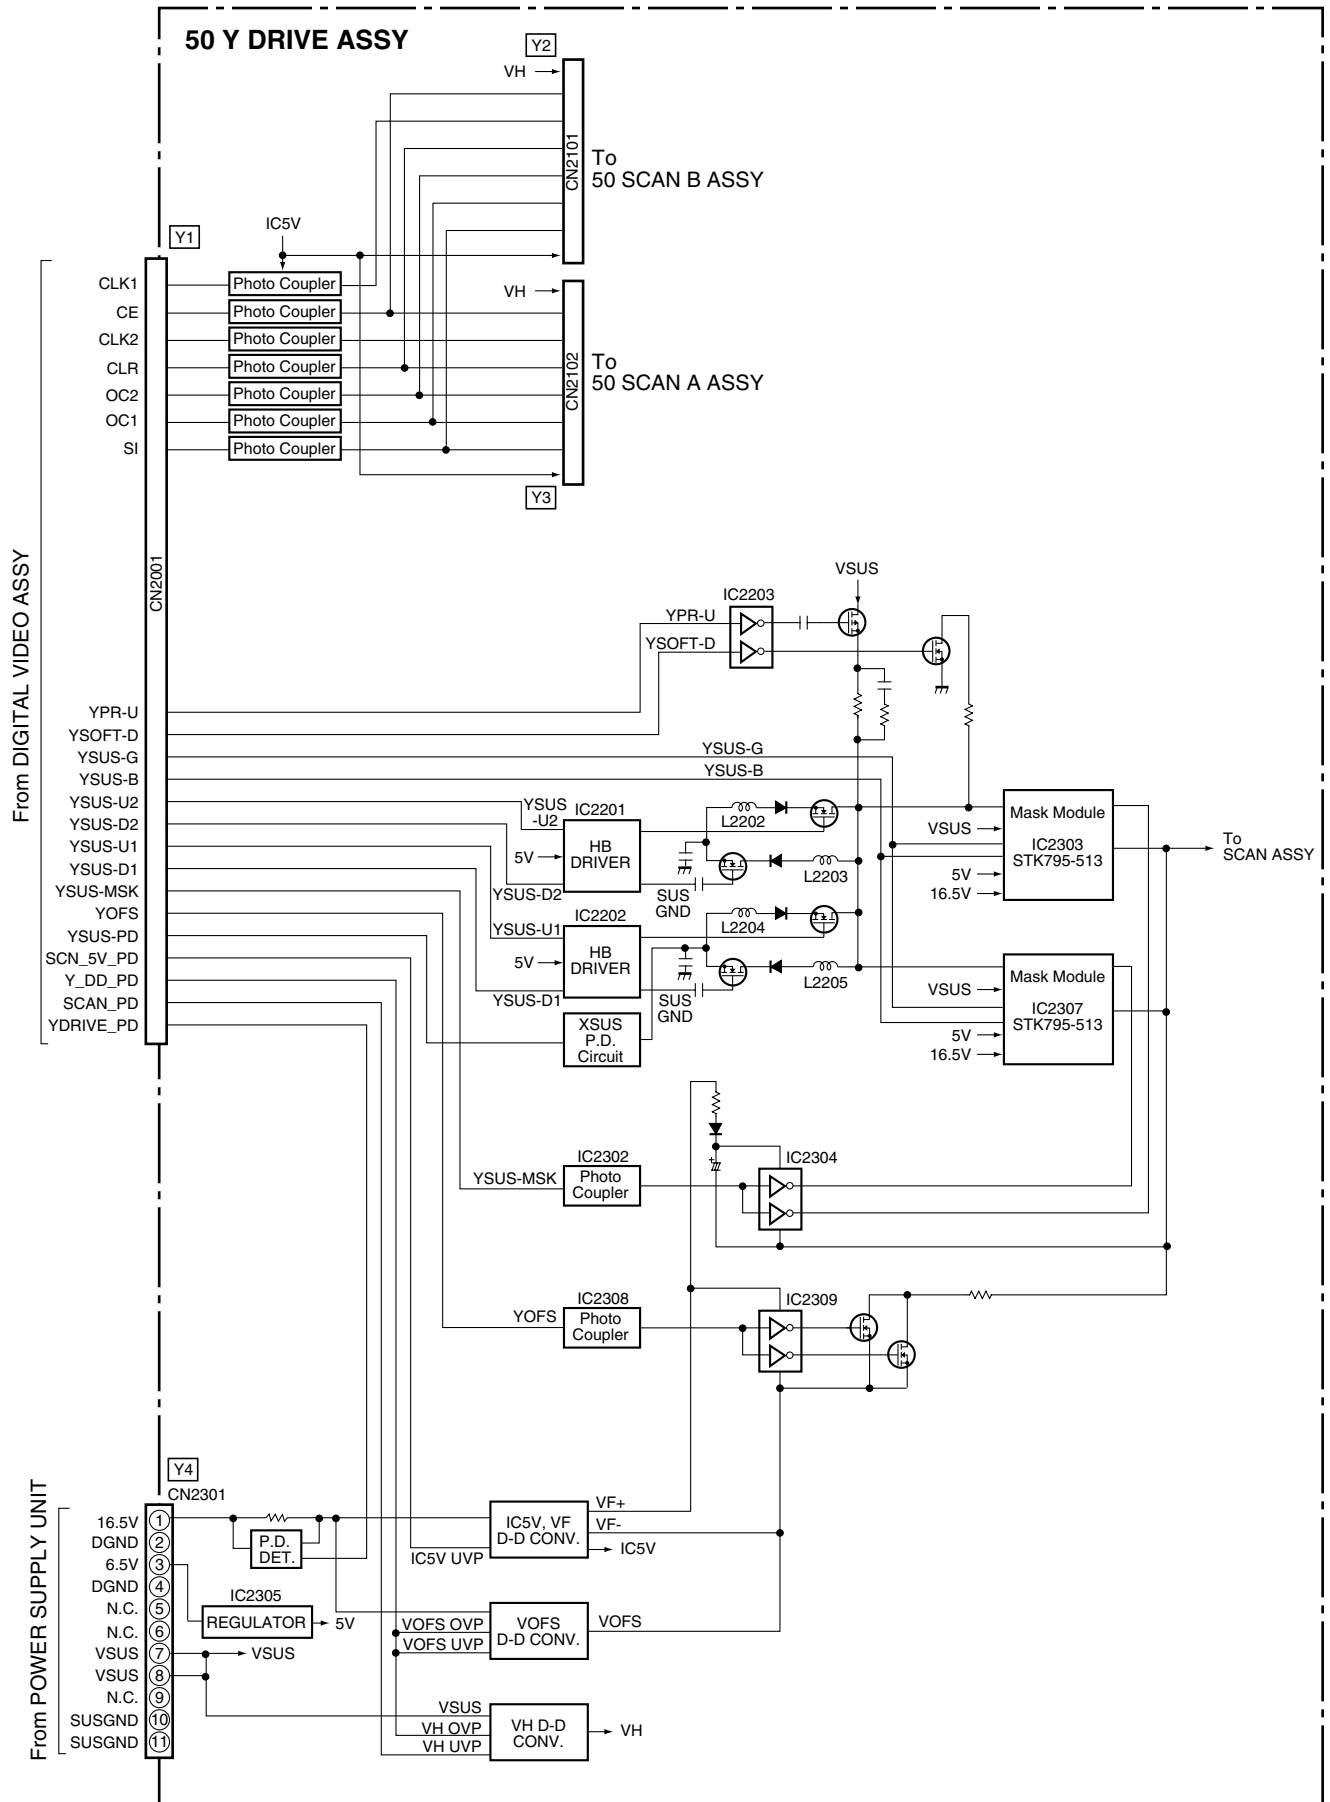 50 Y DRIVE ASSY
Y2
VH
CN2101
To
50 SCAN B ASSY
Y1
IC5V
CLK1
Photo Coupler
CE
Photo Coupler
CLK2
Photo Coupler
CLR
Photo Coupler
OC2
Photo Coupler
OC1
Photo Coupler
SI
Photo Coupler
VH
CN2102
To
50 SCAN A ASSY
Y3
From DIGITAL VIDEO ASSY
CN2001
VSUS
IC2203
YPR-U
YSOFT-D
YPR-U
YSOFT-D
YSUS-G
YSUS-B
YSUS-U2
YSUS-D2
YSUS-U1
YSUS-D1
YSUS-MSK
YOFS
YSUS-PD
SCN_5V_PD
Y_DD_PD
SCAN_PD
YDRIVE_PD
YSUS-G
YSUS-B
YSUS
-U2
IC2201
HB
DRIVER
5V
YSUS-D2
L2202
L2203
SUS
GND
YSUS-U1
IC2202
HB
DRIVER
5V
YSUS-D1
L2204
L2205
SUS
GND
XSUS
P.D.
Circuit
Mask Module
IC2303
STK795-513
VSUS
5V
16.5V
To
SCAN ASSY
Mask Module
IC2307
STK795-513
VSUS
5V
16.5V
YSUS-MSK
IC2302
Photo
Coupler
+
IC2304
YOFS
IC2308
Photo
Coupler
IC2309
From POWER SUPPLY UNIT
Y4
CN2301
16.5V 1
DGND 2
6.5V 3
DGND 4
N.C. 5
N.C. 6
VSUS 7
VSUS 8
N.C. 9
SUSGND 10
SUSGND 11
P.D.
DET.
IC2305
REGULATOR
5V
VSUS
IC5V UVP
IC5V, VF
D-D CONV.
VF+
VF-
IC5V
VOFS OVP
VOFS UVP
VOFS
D-D CONV.
VOFS
VSUS
VH OVP
VH UVP
VH D-D
CONV.
VH